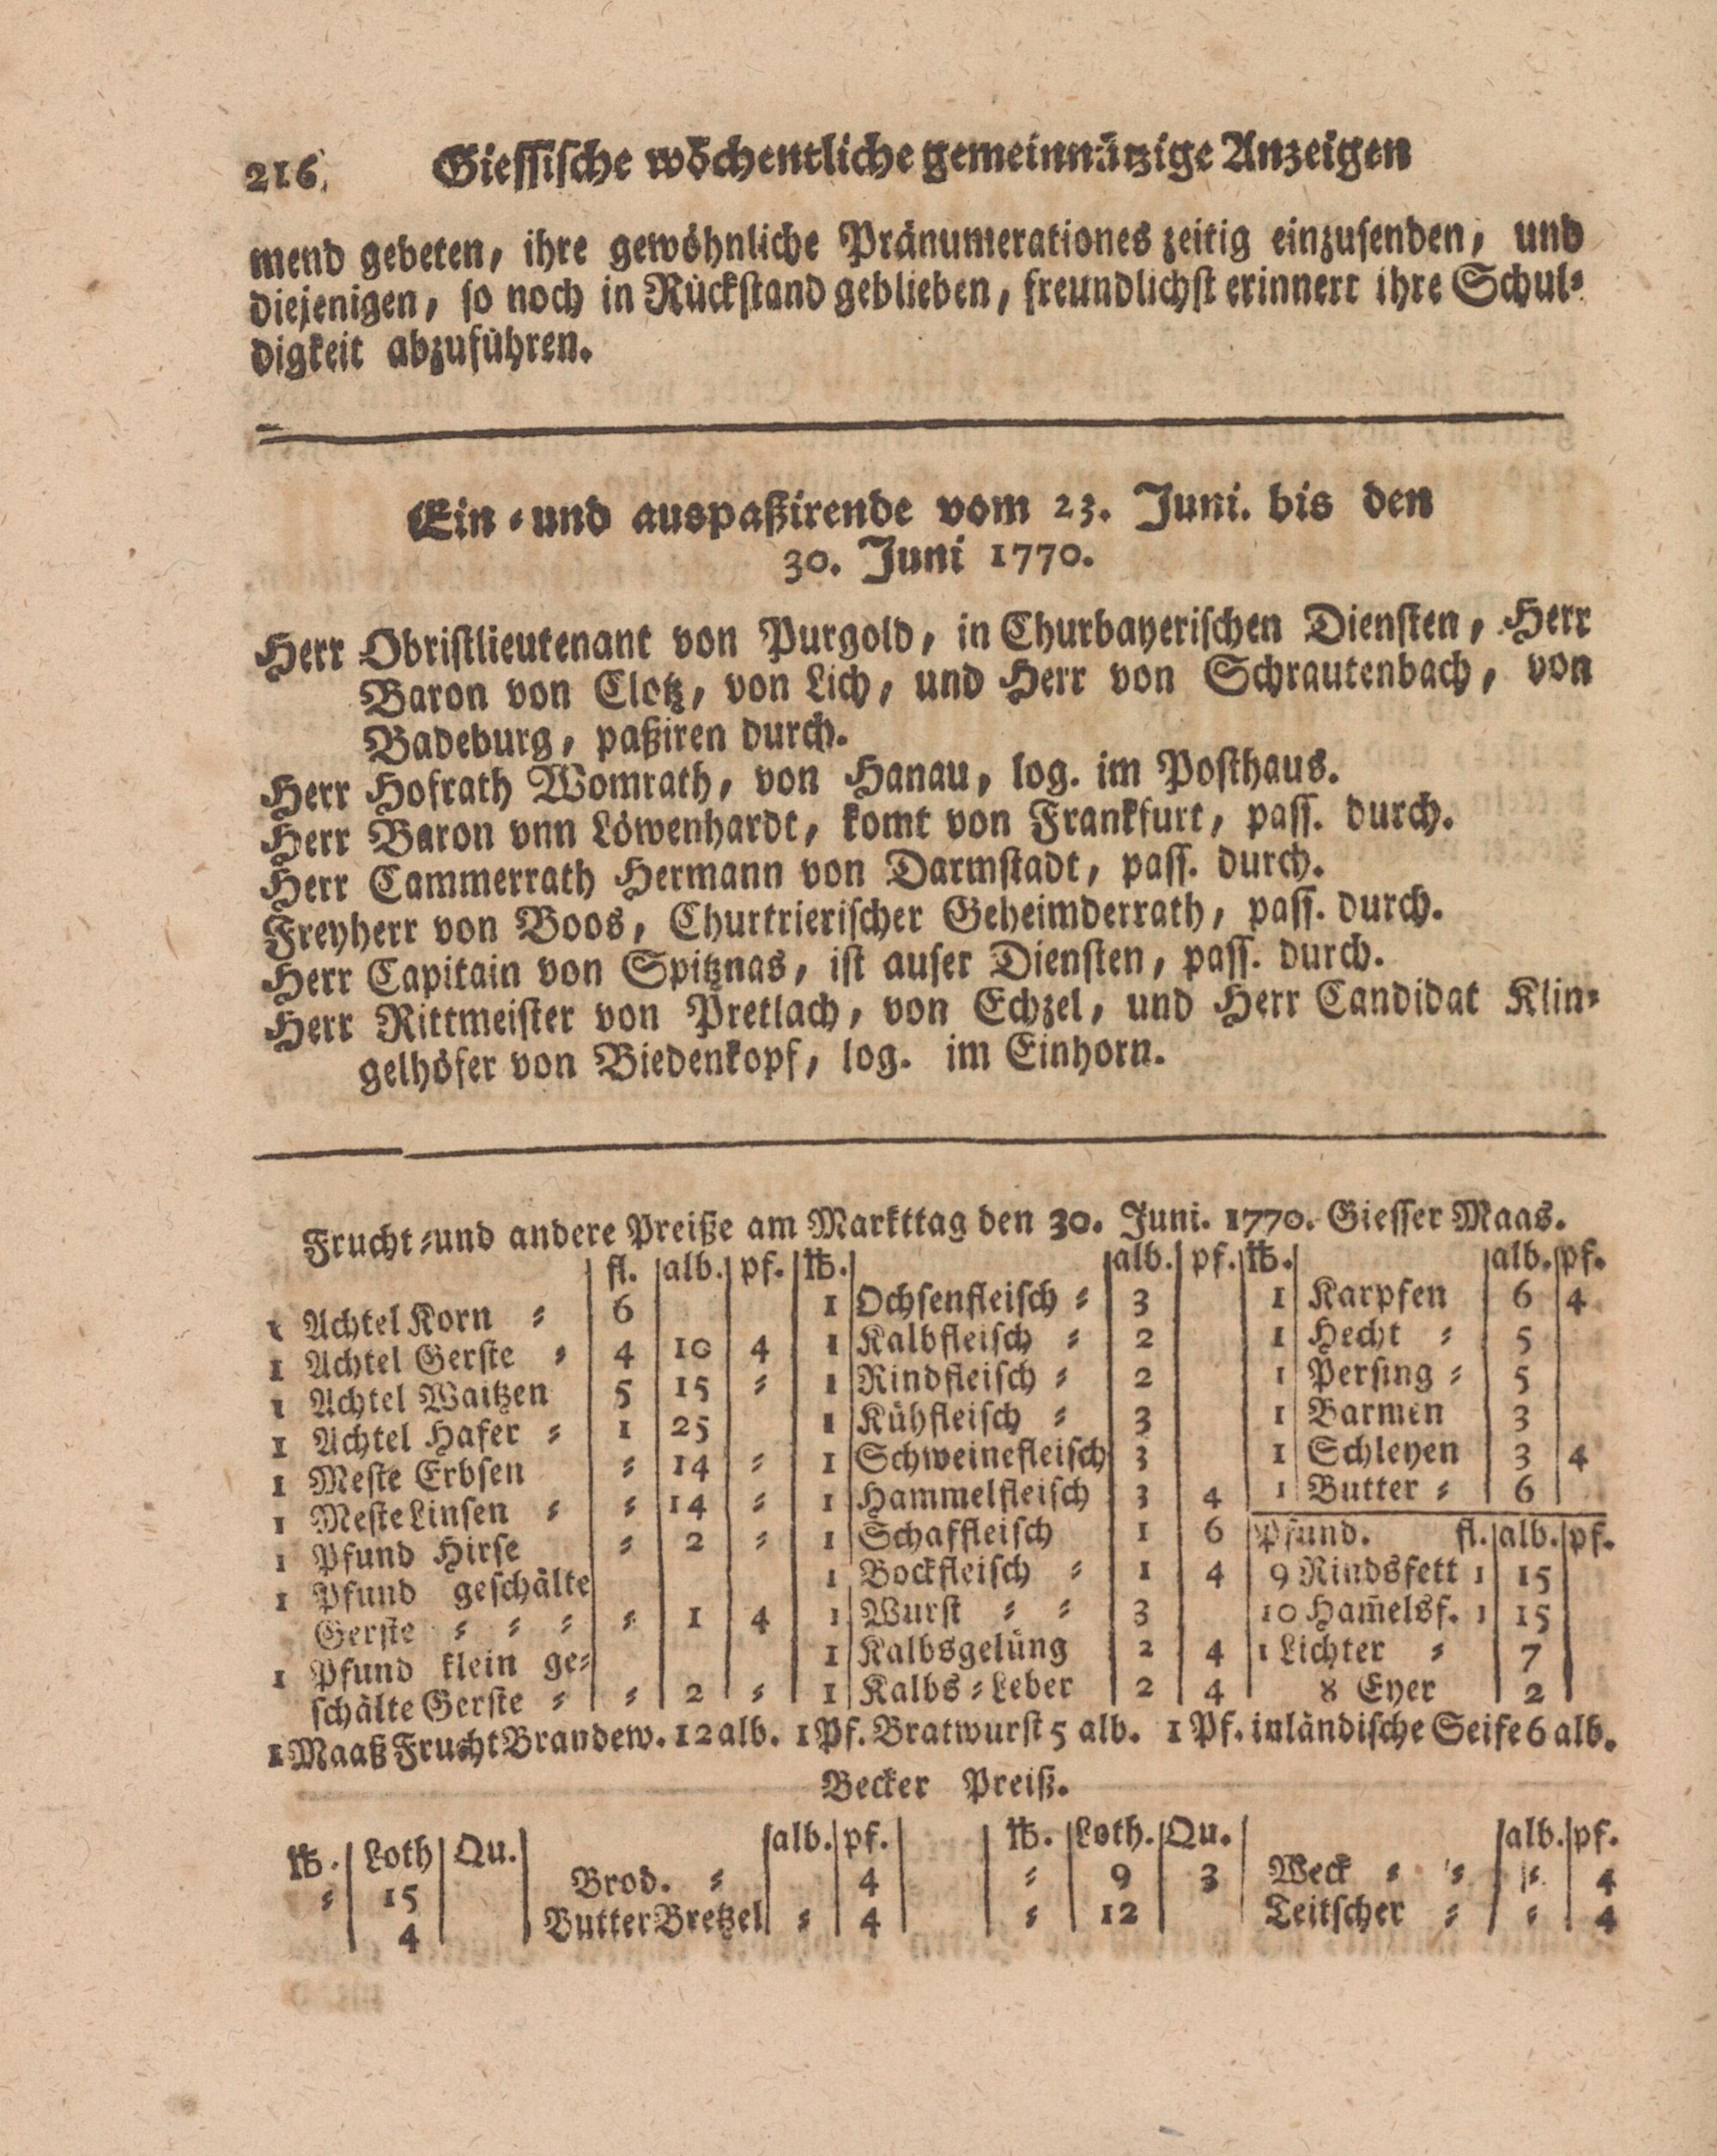 216. Giessische wöchentliche gemeinnützige Anzeigen
mend gebeten, ihre gewöhnliche Pränumerationes zeitig einzusenden, und
diejenigen, so noch in Rückstand geblieben, freundlichst erinnert ihre Schul-
digkeit abzuführen.
Ein- und auspaßirende vom 23. Juni. bis den
30. Juni 1770.
Herr Obristlieutenant von Purgold, in Churbayerischen Diensten, Herr
Baron von Clotz, von Lich, und Herr von Schrautenbach, von
Badeburg, paßiren durch.
Herr Hofrath Womrath, von Hanau, log. im Posthaus.
Herr Baron vnn Löwenhardt, komt von Frankfurt, pass. durch.
Herr Cammerrath Hermann von Darmstadt, pass. durch.
Freyherr von Boos, Churtrierischer Geheimderrath, pass. durch.
Herr Capitain von Spitznas, ist auser Diensten, pass. durch.
Herr Rittmeister von Pretlach, von Echzel, und Herr Candidat Klin-
gelhöfer von Biedenkopf, log. im Einhorn.
Frucht- und andere Preiße am Markttag den 30. Juni. 1770. Giesser Maas.
fl. alb. pf.
1 Achtel Korn - 6
1 Achtel Gerste - 4 10 4
1 Achtel Waitzen 5 15 -
1 Achtel Hafer - 1 25
1 Meste Erbsen - 14 -
1 Meste Linsen - - 14 -
1 Pfund Hirse - 2 -
1 Pfund geschälte
Gerste - - - - 1 4
1 Pfund klein ge-
schälte Gerste - - 2 -
℔. alb. pf.
1 Ochsenfleisch - 3
1 Kalbfleisch - 2
1 Rindfleisch - 2
1 Kühfleisch - 3
1 Schweinefleisch 3
1 Hammelfleisch 3 4
1 Schaffleisch 1 6
1 Bockfleisch - 1 4
1 Wurst - - 3
1 Kalbsgelüng 2 4
1 Kalbs-Leber 2 4
℔. alb. pf.
1 Karpfen 6 4
1 Hecht - 5
1 Persing - 5
1 Barmen 3
1 Schleyen 3 4
1 Butter - 6
Pfund. fl. alb. pf.
9 Rindsfett 1 15
10 Ham̄elsf. 1 15
1 Lichter - 7
8 Eyer 2
1 Maaß Frucht Brandew. 12 alb. 1 Pf. Bratwurst 5 alb. 1 Pf. inländische Seife 6 alb.
Becker Preiß.
℔. Loth Qu. alb. pf.
- 15 Brod. - 4
4 Butter Bretzel - 4
℔. Loth. Qu. alb. pf.
- 9 3 Weck - - - 4
- 12 Teitscher - - 4